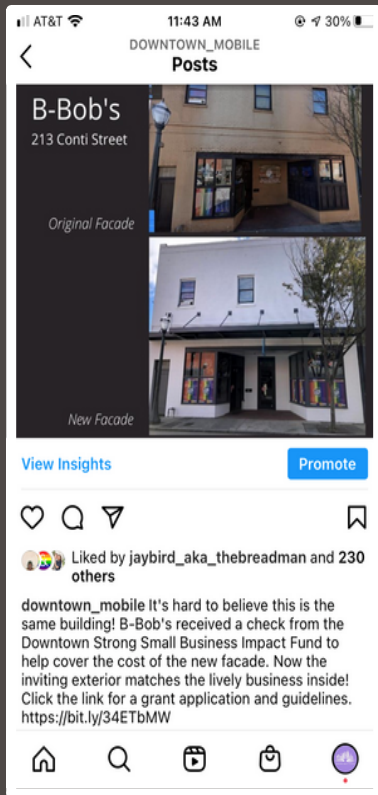 AT&T
11:43 AM
30%
DOWNTOWN_MOBILE
Posts
B-Bob's
213 Conti Street
Original Facade
New Facade
View Insights
Promote
Liked by jaybird_aka_thebreadman and 230
others
downtown_mobile It's hard to believe this is the
same building! B-Bob's received a check from the
Downtown Strong Small Business Impact Fund to
help cover the cost of the new facade. Now the
inviting exterior matches the lively business inside!
Click the link for a grant application and guidelines.
https://bit.ly/34ETbMW